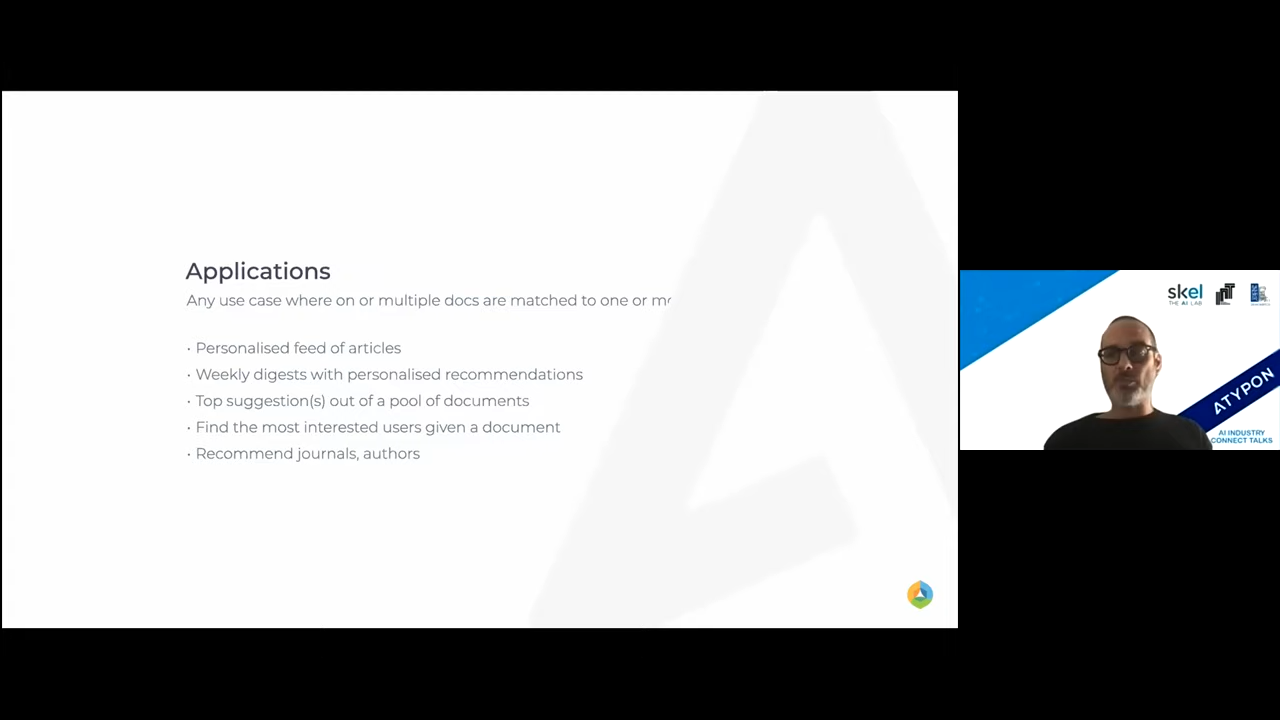 Applications
Any use case where on or multiple docs are matched to one or
• Personalised feed of articles
• Weekly digests with personalised recommendations
• Top suggestion(s) out of a pool of documents
• Find the most interested users given a document
• Recommend journals, authors
skel
THE AI LAB
ATYPON
AI INDUSTRY
CONNECT TALKS